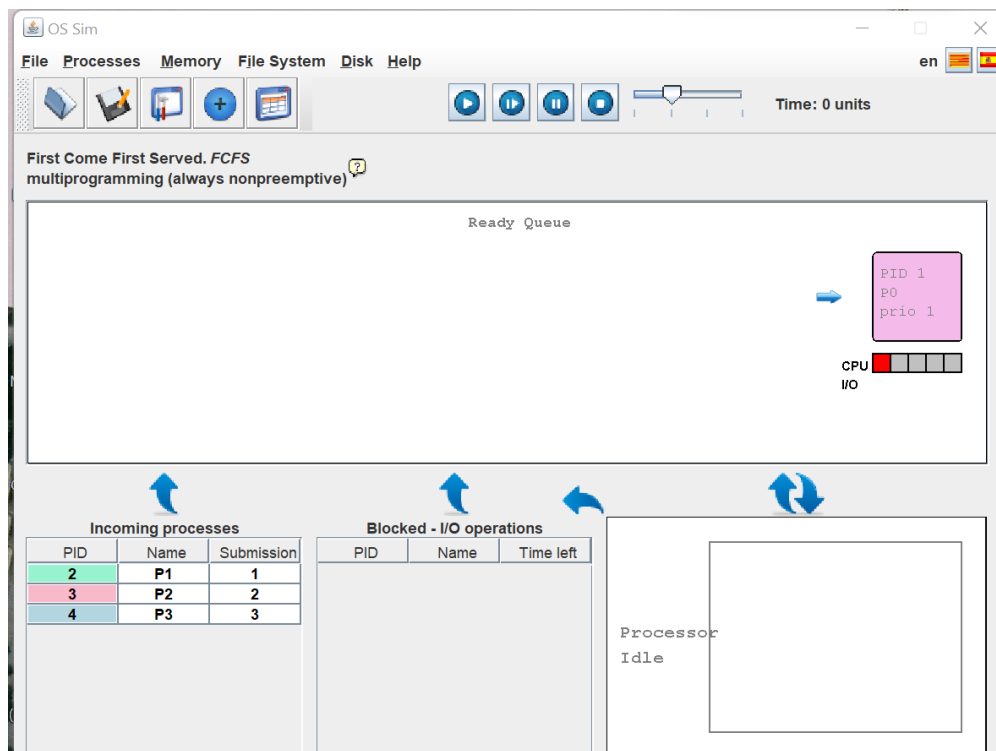 OS Sim
File Processes Memory File System Disk Help en
Time: 0 units
First Come First Served. FCFS
multiprogramming (always nonpreemptive) ?
Ready Queue
PID 1
P0
prio 1
CPU
I/O
Incoming processes
PID Name Submission
2 P1 1
3 P2 2
4 P3 3
Blocked - I/O operations
PID Name Time left
Processor
Idle